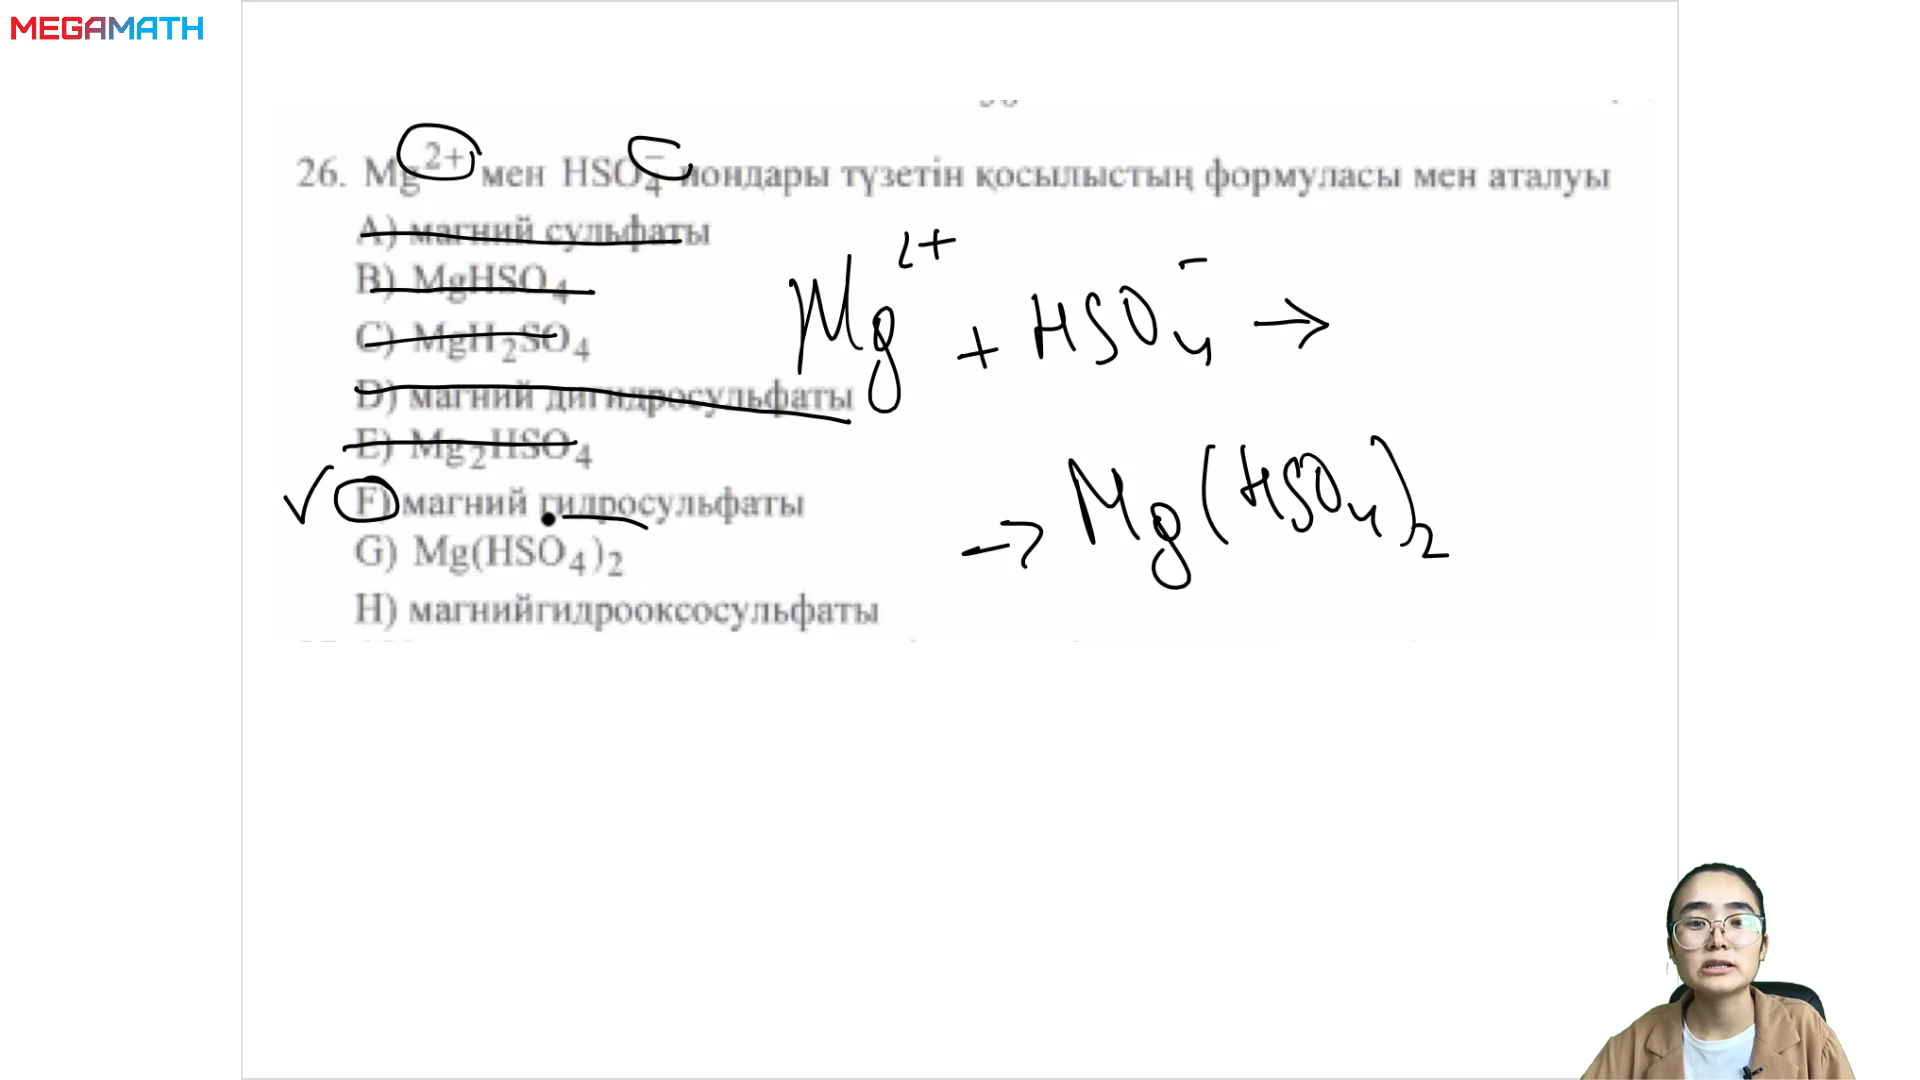 MEGAMATH
26. Mg2+ мен HSO4− иондары түзетін қосылыстың формуласы мен аталуы
A) магний сульфаты
B) MgHSO4
C) MgH2SO4
D) магний дигидросульфаты
E) Mg2HSO4
F) магний гидросульфаты
G) Mg(HSO4)2
H) магнийгидрооксосульфаты
Mg2+ + HSO4− →
→ Mg(HSO4)2